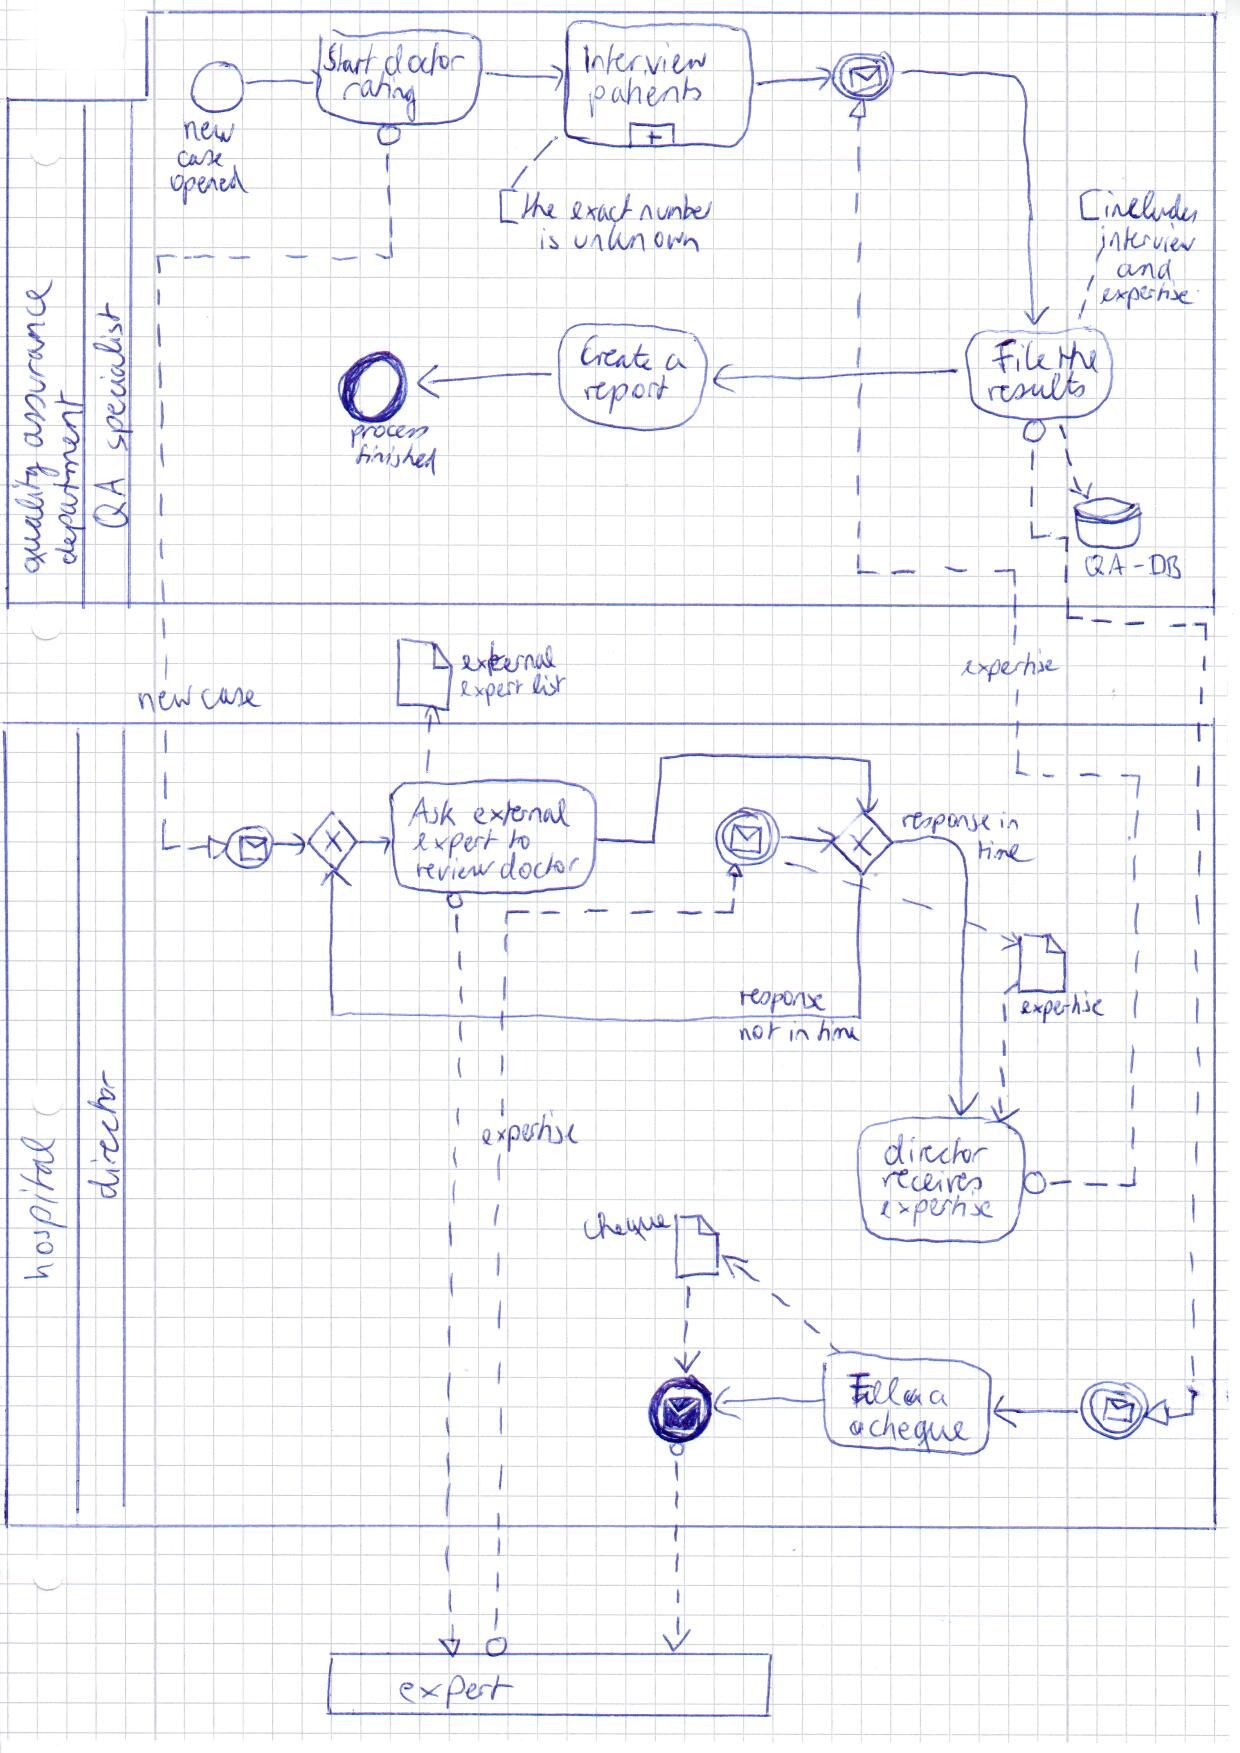 Start doctor
rating
Interview
patients
+
new
case
opened
[the exact number
is unknown
[includes
interview
and
expertise
quality assurance
department
QA specialist
process
finished
Create a
report
File the
results
QA-DB
new case
external
expert list
expertise
hospital
director
X
Ask external
expert to
review doctor
X
response in
time
response
not in time
expertise
expertise
director
receives
expertise
cheque
a cheque
expert